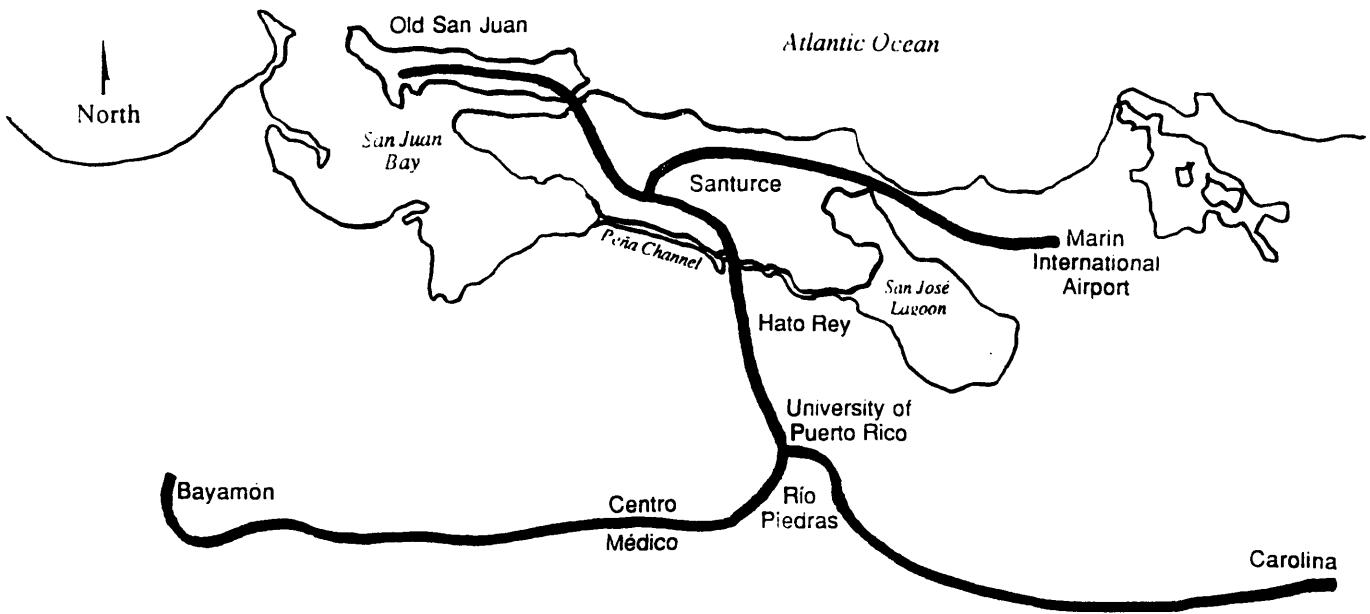 Old San Juan
Atlantic Ocean
North
San Juan
Bay
Santurce
Peña Channel
Marin
International
Airport
San José
Lagoon
Hato Rey
University of
Puerto Rico
Bayamón
Centro
Médico
Río
Piedras
Carolina